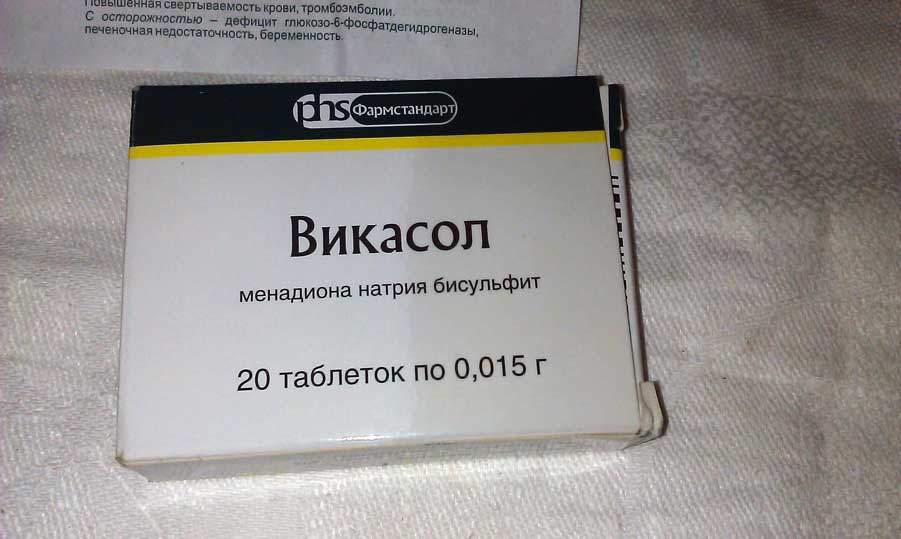 Повышенная свертываемость крови, тромбоэмболии.
С осторожностью – дефицит глюкозо-6-фосфатдегидрогеназы,
печеночная недостаточность, беременность.
phs Фармстандарт
Викасол
менадиона натрия бисульфит
20 таблеток по 0,015 г